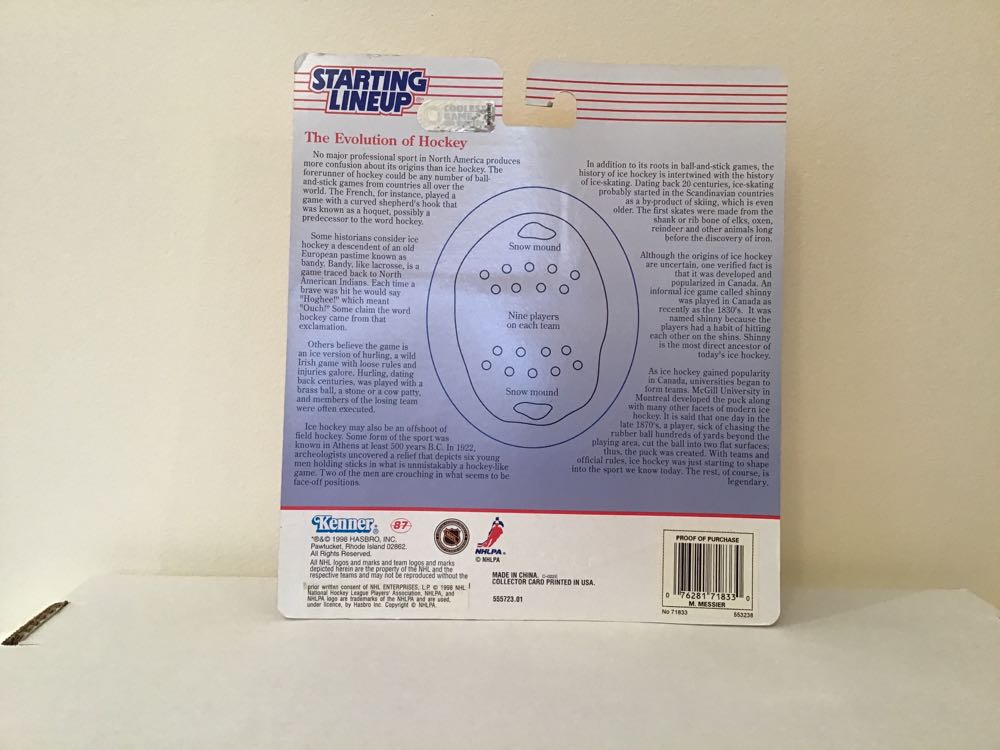 STARTING
LINEUP
COOLEST
GAME
The Evolution of Hockey
No major professional sport in North America produces
more confusion about its origins than ice hockey. The
forerunner of hockey could be any number of ball-
and-stick games from countries all over the
world. The French, for instance, played a
game with a curved shepherd's hook that
was known as a hoquet, possibly a
predecessor to the word hockey.
Some historians consider ice
hockey a descendent of an old
European pastime known as
bandy. Bandy, like lacrosse, is a
game traced back to North
American Indians. Each time a
brave was hit he would say
"Hoghee!" which meant
"Ouch!" Some claim the word
hockey came from that
exclamation.
Others believe the game is
an ice version of hurling, a wild
Irish game with loose rules and
injuries galore. Hurling, dating
back centuries, was played with a
brass ball, a stone or a cow patty,
and members of the losing team
were often executed.
Ice hockey may also be an offshoot of
field hockey. Some form of the sport was
known in Athens at least 500 years B.C. In 1922,
archeologists uncovered a relief that depicts six young
men holding sticks in what is unmistakably a hockey-like
game. Two of the men are crouching in what seems to be
face-off positions.
Snow mound
Nine players
on each team
Snow mound
In addition to its roots in ball-and-stick games, the
history of ice hockey is intertwined with the history
of ice-skating. Dating back 20 centuries, ice-skating
probably started in the Scandinavian countries
as a by-product of skiing, which is even
older. The first skates were made from the
shank or rib bone of elks, oxen,
reindeer and other animals long
before the discovery of iron.
Although the origins of ice hockey
are uncertain, one verified fact is
that it was developed and
popularized in Canada. An
informal ice game called shinny
was played in Canada as
recently as the 1830's. It was
named shinny because the
players had a habit of hitting
each other on the shins. Shinny
is the most direct ancestor of
today's ice hockey.
As ice hockey gained popularity
in Canada, universities began to
form teams. McGill University in
Montreal developed the puck along
with many other facets of modern ice
hockey. It is said that one day in the
late 1870's, a player, sick of chasing the
rubber ball hundreds of yards beyond the
playing area, cut the ball into two flat surfaces;
thus, the puck was created. With teams and
official rules, ice hockey was just starting to shape
into the sport we know today. The rest, of course, is
legendary.
Kenner ®
87
*®&© 1998 HASBRO, INC.
Pawtucket, Rhode Island 02862.
All Rights Reserved.
All NHL logos and marks and team logos and marks
depicted herein are the property of the NHL and the
respective teams and may not be reproduced without the
prior written consent of NHL ENTERPRISES, L.P. © 1998 NHL
National Hockey League Players' Association, NHLPA, and
NHLPA logo are trademarks of the NHLPA and are used,
under licence, by Hasbro Inc. Copyright © NHLPA.
NHLPA
© NHLPA
MADE IN CHINA.
COLLECTOR CARD PRINTED IN USA.
555723.01
PROOF OF PURCHASE
0 76281 71833 0
M. MESSIER
No 71833
553238